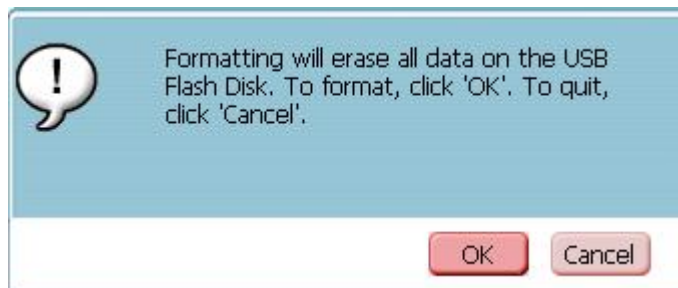 !
Formatting will erase all data on the USB
Flash Disk. To format, click 'OK'. To quit,
click 'Cancel'.
OK Cancel